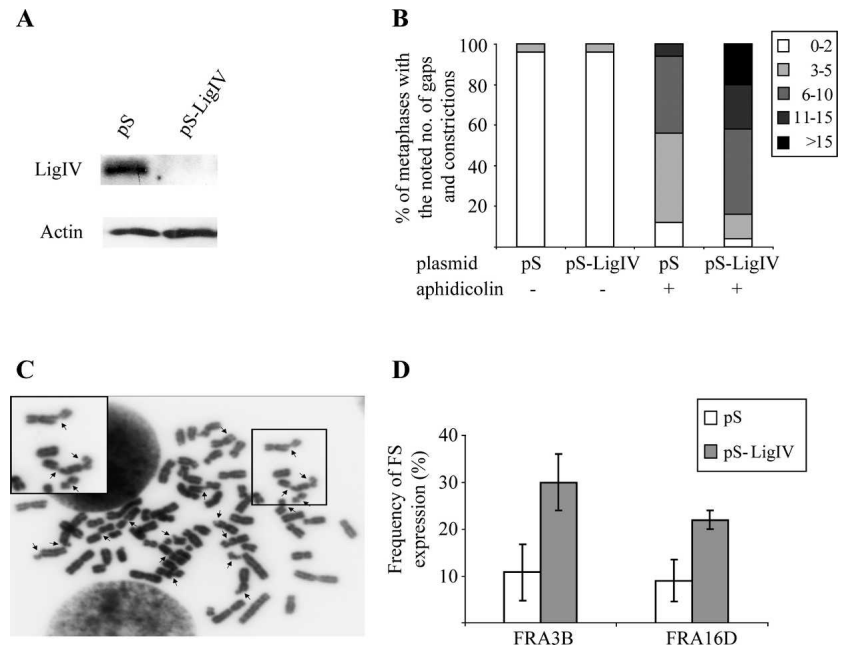 A
pS
pS-LigIV
LigIV
Actin
B
% of metaphases with
the noted no. of gaps
and constrictions
100
80
60
40
20
0-2
3-5
6-10
11-15
>15
plasmid pS pS-LigIV pS pS-LigIV
aphidicolin - - + +
C
D
Frequency of FS
expression (%)
40
30
20
10
pS
pS-LigIV
FRA3B FRA16D